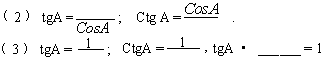 ( 2 ) tgA = ——— / CosA ;   Ctg A = CosA / ——— .
( 3 ) tgA = 1 / —— ;   CtgA = 1 / —— , tgA · ______ = 1